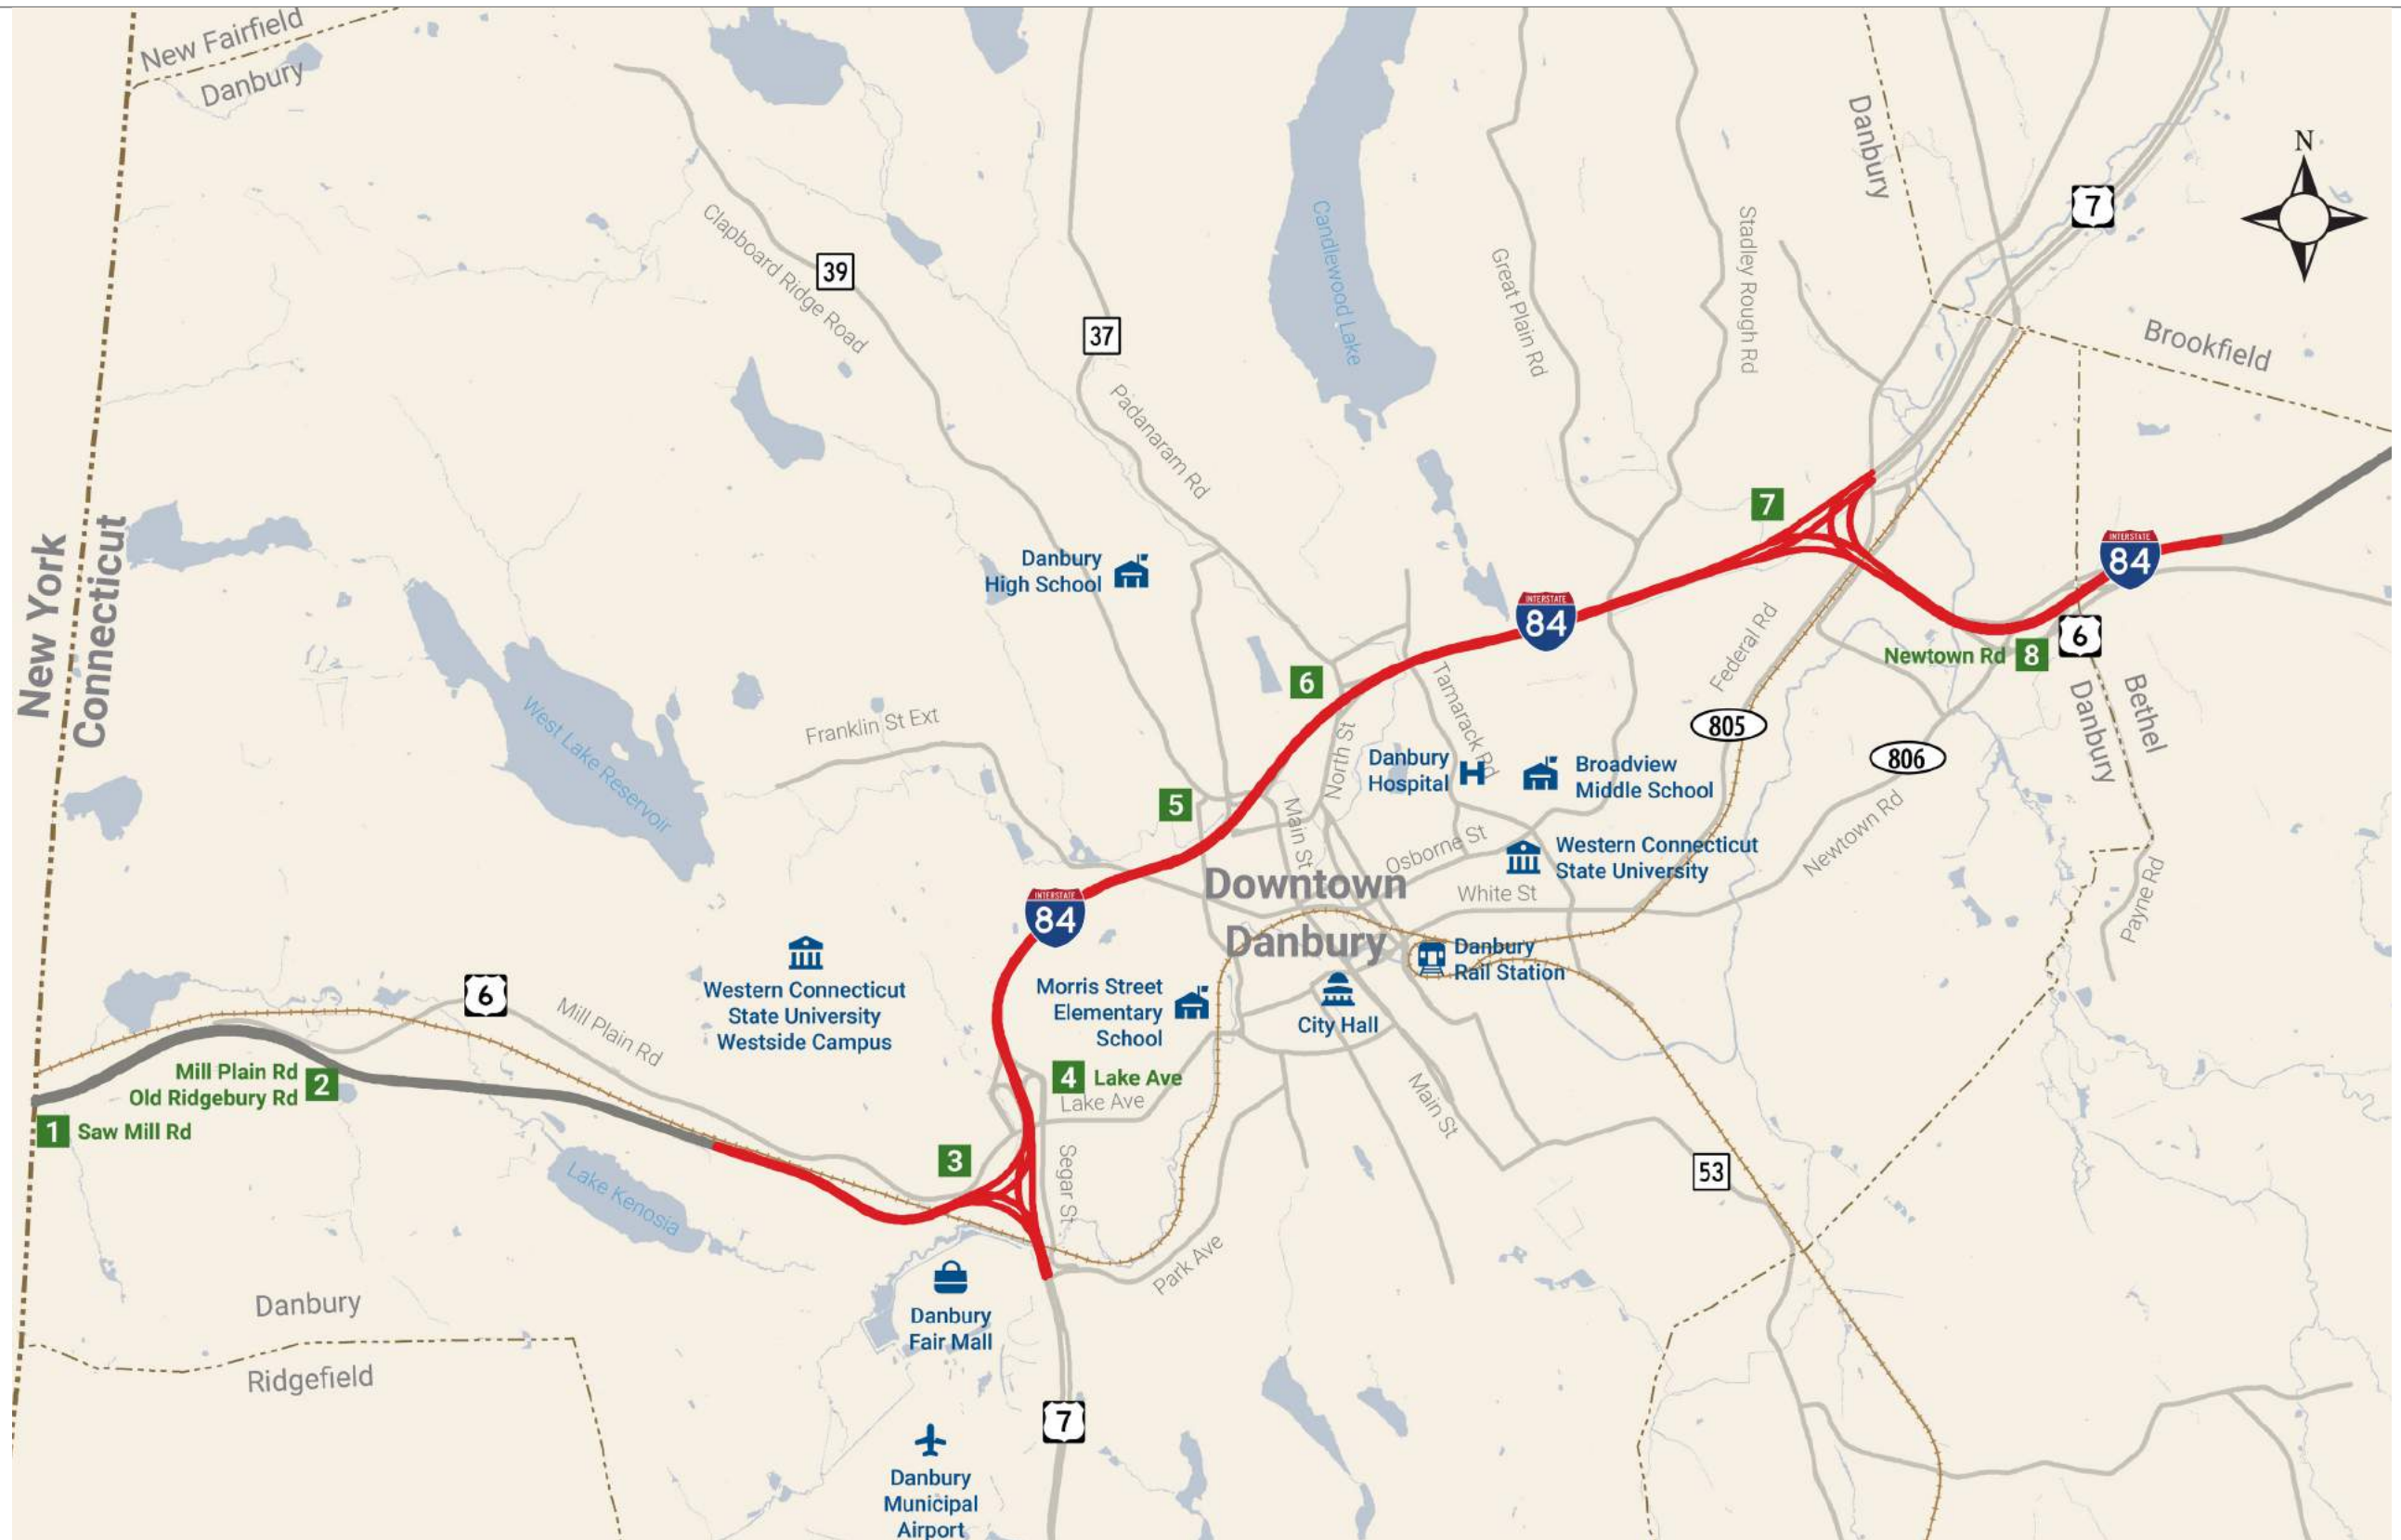 New Fairfield
Danbury
N
Danbury
7
Clapboard Ridge Road
39
Candlewood Lake
Great Plain Rd
Stadley Rough Rd
37
Brookfield
Padanaram Rd
7
New York
Connecticut
INTERSTATE
84
Danbury
High School
INTERSTATE
84
6
Newtown Rd 8
Federal Rd
6
Tamarack Rd
Danbury
Bethel
West Lake Reservoir
Franklin St Ext
North St
805
806
Danbury
Hospital
H
Broadview
Middle School
5
Main St
Osborne St
Newtown Rd
Western Connecticut
State University
Downtown
Danbury
White St
Payne Rd
INTERSTATE
84
Danbury
Rail Station
6
Mill Plain Rd
Western Connecticut
State University
Westside Campus
Morris Street
Elementary
School
City Hall
Mill Plain Rd
Old Ridgebury Rd
2
4 Lake Ave
Lake Ave
Main St
1 Saw Mill Rd
3
Segar St
53
Lake Kenosia
Park Ave
Danbury
Ridgefield
Danbury
Fair Mall
7
Danbury
Municipal
Airport